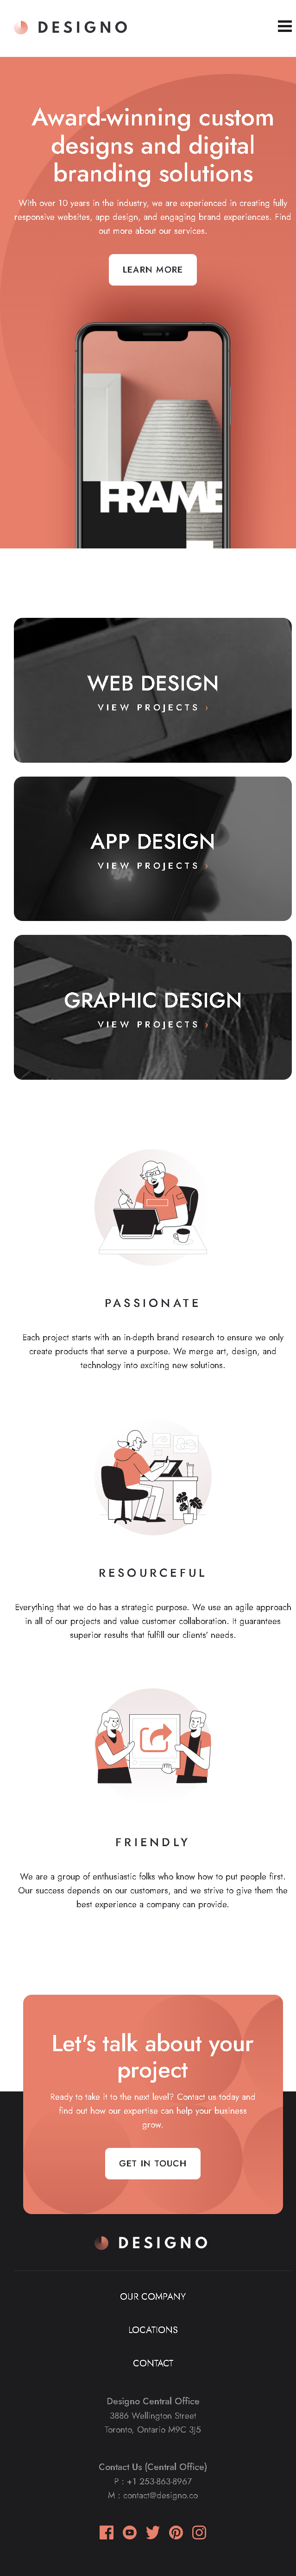 DESIGNO
Award-winning custom
designs and digital
branding solutions
With over 10 years in the industry, we are experienced in creating fully
responsive websites, app design, and engaging brand experiences. Find
out more about our services.
LEARN MORE
FRAME
WEB DESIGN
VIEW PROJECTS ›
APP DESIGN
VIEW PROJECTS ›
GRAPHIC DESIGN
VIEW PROJECTS ›
PASSIONATE
Each project starts with an in-depth brand research to ensure we only
create products that serve a purpose. We merge art, design, and
technology into exciting new solutions.
RESOURCEFUL
Everything that we do has a strategic purpose. We use an agile approach
in all of our projects and value customer collaboration. It guarantees
superior results that fulfill our clients' needs.
FRIENDLY
We are a group of enthusiastic folks who know how to put people first.
Our success depends on our customers, and we strive to give them the
best experience a company can provide.
Let's talk about your
project
Ready to take it to the next level? Contact us today and
find out how our expertise can help your business
grow.
GET IN TOUCH
DESIGNO
OUR COMPANY
LOCATIONS
CONTACT
Designo Central Office
3886 Wellington Street
Toronto, Ontario M9C 3J5
Contact Us (Central Office)
P : +1 253-863-8967
M : contact@designo.co